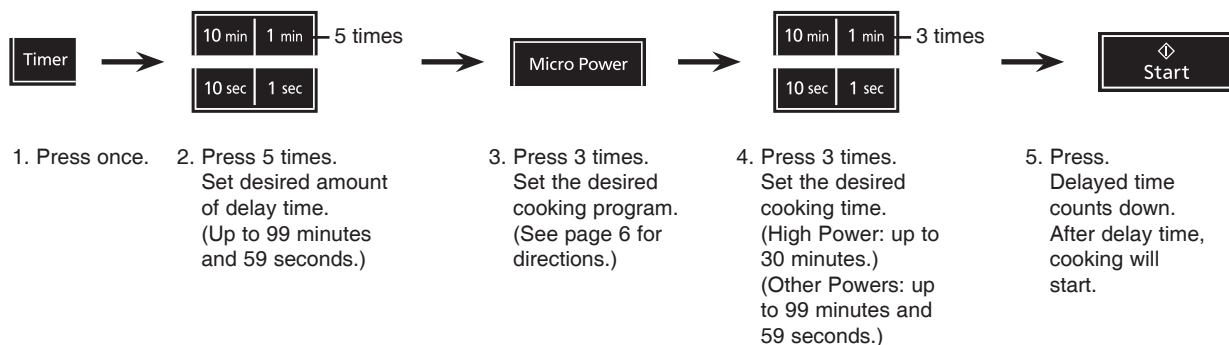 Timer
10 min 1 min 5 times
10 sec 1 sec
Micro Power
10 min 1 min 3 times
10 sec 1 sec
Start
1. Press once.
2. Press 5 times.
Set desired amount
of delay time.
(Up to 99 minutes
and 59 seconds.)
3. Press 3 times.
Set the desired
cooking program.
(See page 6 for
directions.)
4. Press 3 times.
Set the desired
cooking time.
(High Power: up to
30 minutes.)
(Other Powers: up
to 99 minutes and
59 seconds.)
5. Press.
Delayed time
counts down.
After delay time,
cooking will
start.